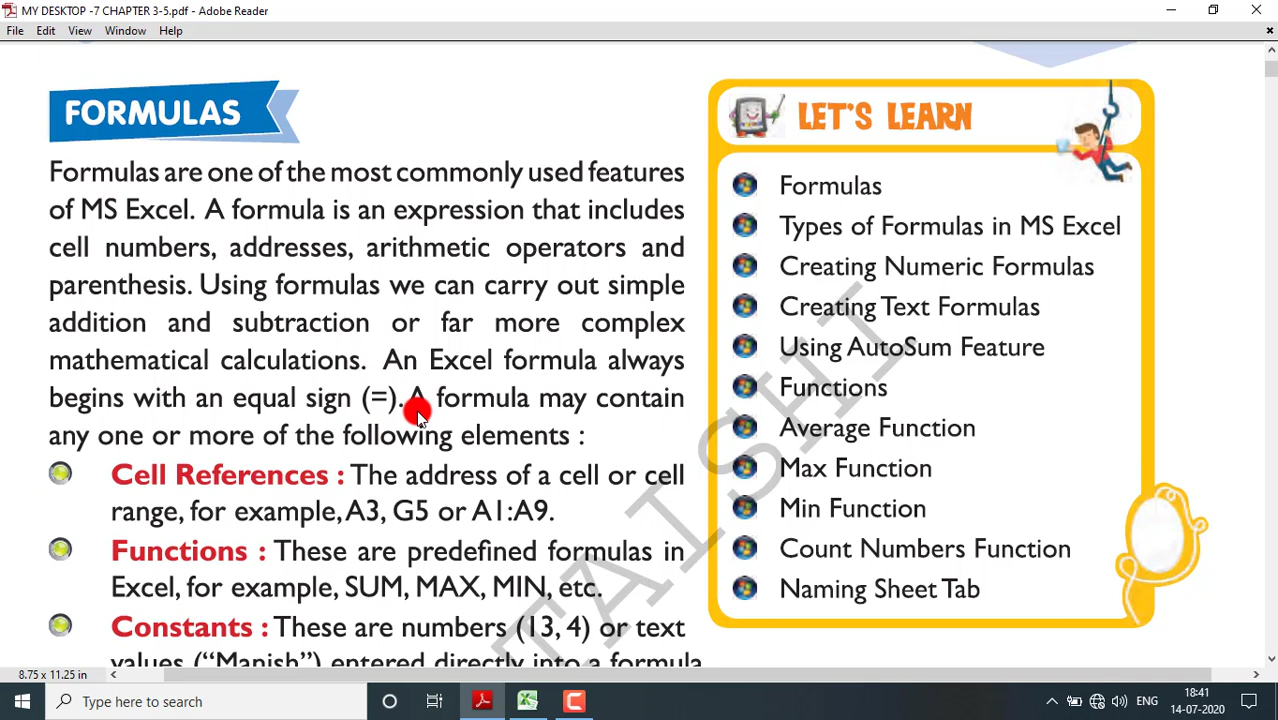 MY DESKTOP -7 CHAPTER 3-5.pdf - Adobe Reader
File Edit View Window Help
FORMULAS
Formulas are one of the most commonly used features
of MS Excel. A formula is an expression that includes
cell numbers, addresses, arithmetic operators and
parenthesis. Using formulas we can carry out simple
addition and subtraction or far more complex
mathematical calculations. An Excel formula always
begins with an equal sign (=). A formula may contain
any one or more of the following elements :
Cell References : The address of a cell or cell
range, for example, A3, G5 or A1:A9.
Functions : These are predefined formulas in
Excel, for example, SUM, MAX, MIN, etc.
Constants : These are numbers (13, 4) or text
values (“Manish”) entered directly into a formula
LET'S LEARN
Formulas
Types of Formulas in MS Excel
Creating Numeric Formulas
Creating Text Formulas
Using AutoSum Feature
Functions
Average Function
Max Function
Min Function
Count Numbers Function
Naming Sheet Tab
TAISHI
8.75 x 11.25 in
Type here to search
ENG
18:41
14-07-2020